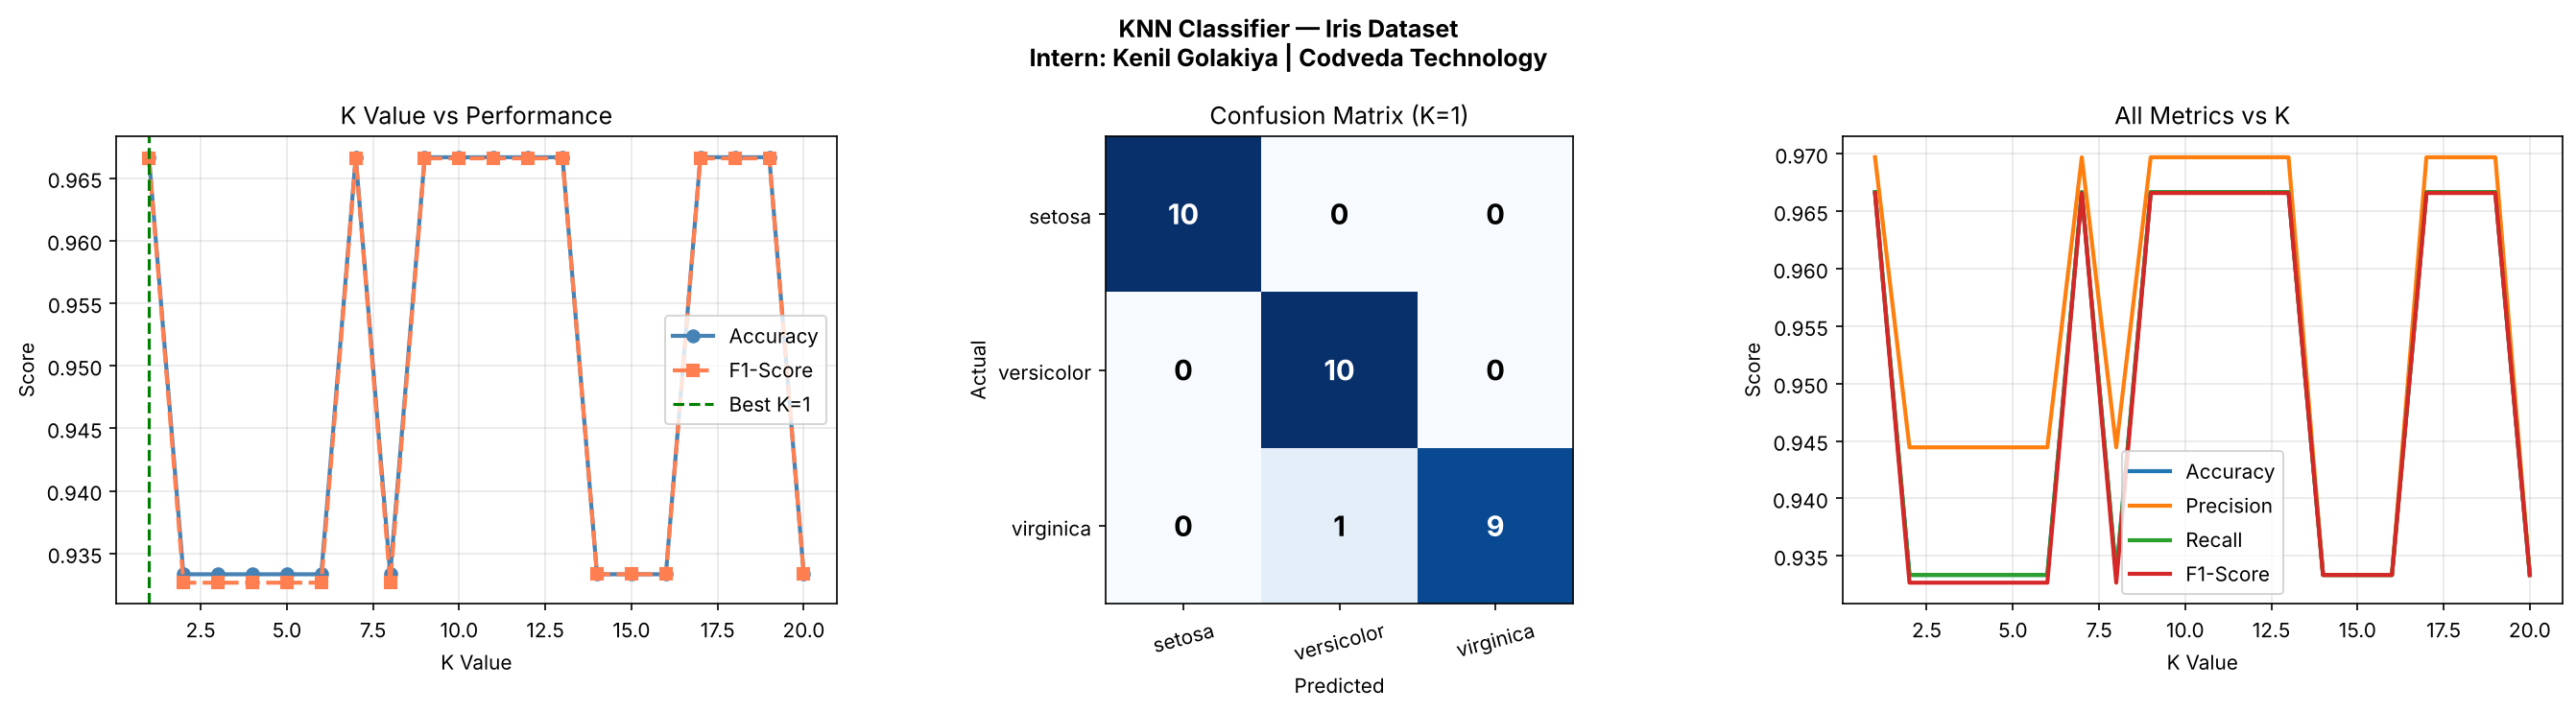 KNN Classifier — Iris Dataset
Intern: Kenil Golakiya | Codveda Technology
K Value vs Performance
Score
0.965
0.960
0.955
0.950
0.945
0.940
0.935
Accuracy
F1-Score
Best K=1
2.5 5.0 7.5 10.0 12.5 15.0 17.5 20.0
K Value
Confusion Matrix (K=1)
Actual
setosa
versicolor
virginica
10 0 0
0 10 0
0 1 9
setosa versicolor virginica
Predicted
All Metrics vs K
Score
0.970
0.965
0.960
0.955
0.950
0.945
0.940
0.935
Accuracy
Precision
Recall
F1-Score
2.5 5.0 7.5 10.0 12.5 15.0 17.5 20.0
K Value